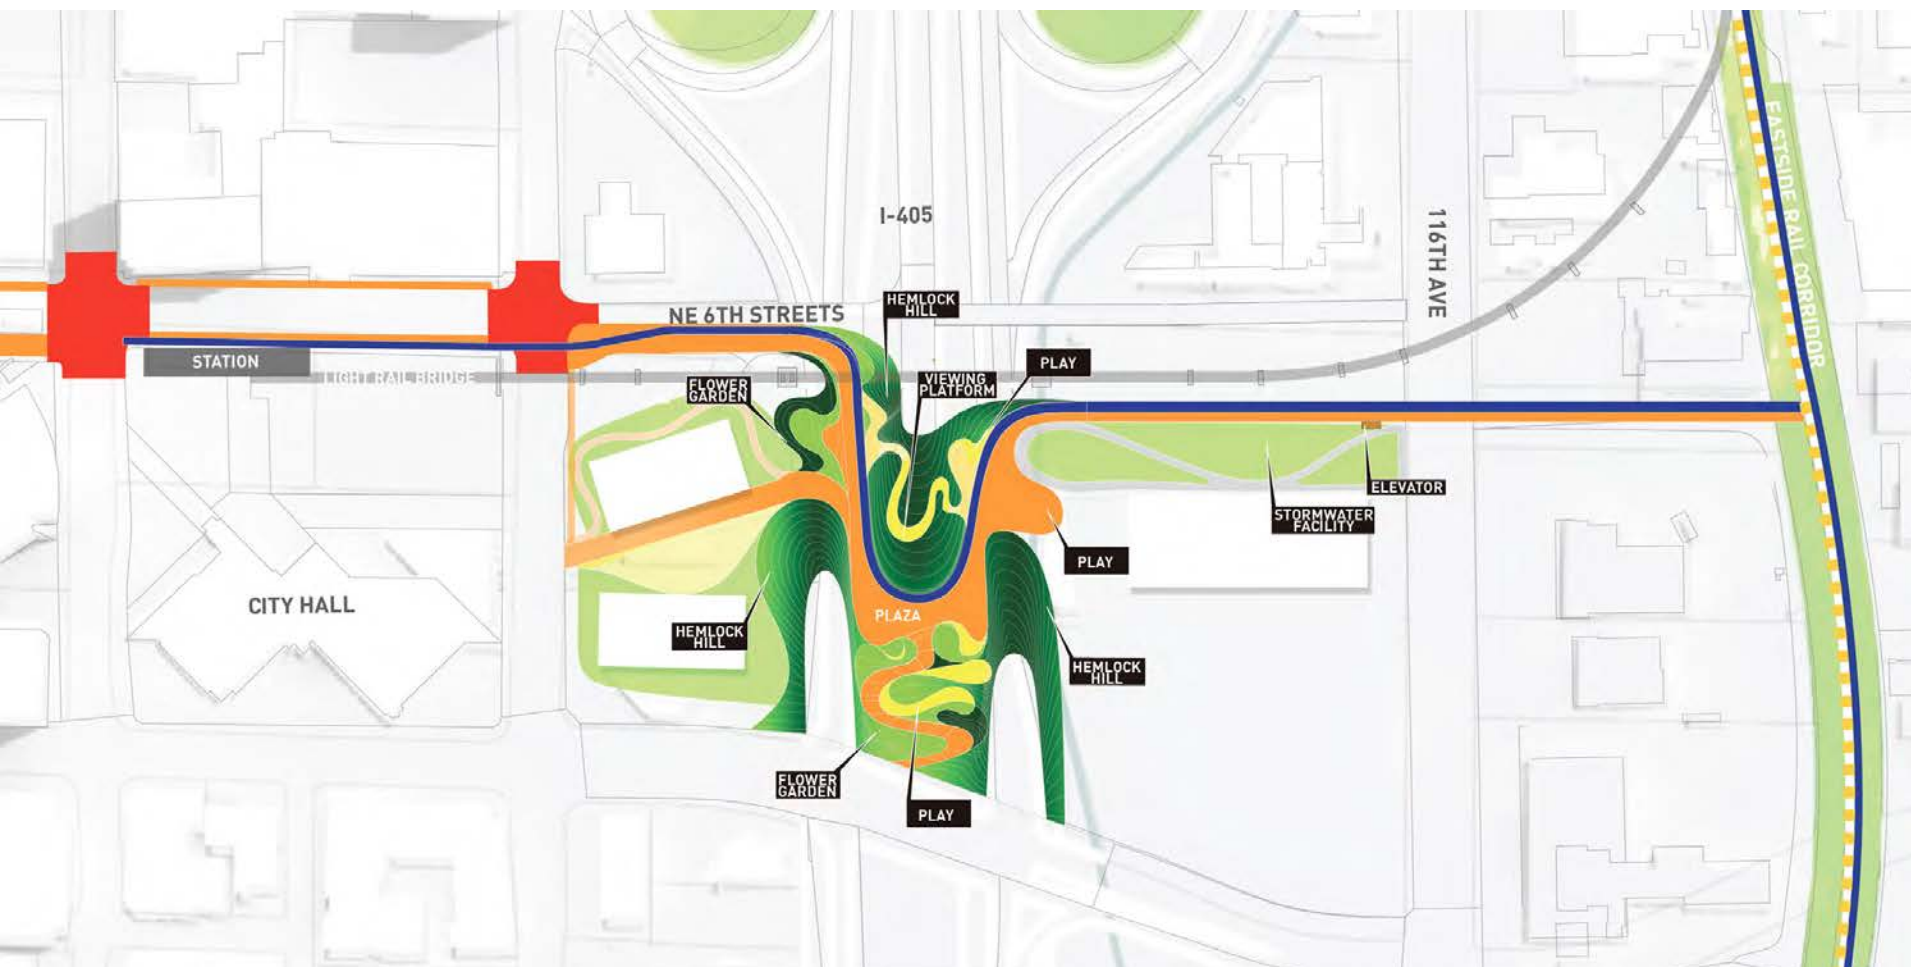 I-405
116TH AVE
EASTSIDE RAIL CORRIDOR
HEMLOCK
HILL
NE 6TH STREETS
STATION
LIGHT RAIL BRIDGE
FLOWER
GARDEN
VIEWING
PLATFORM
PLAY
ELEVATOR
STORMWATER
FACILITY
PLAY
CITY HALL
PLAZA
HEMLOCK
HILL
HEMLOCK
HILL
FLOWER
GARDEN
PLAY